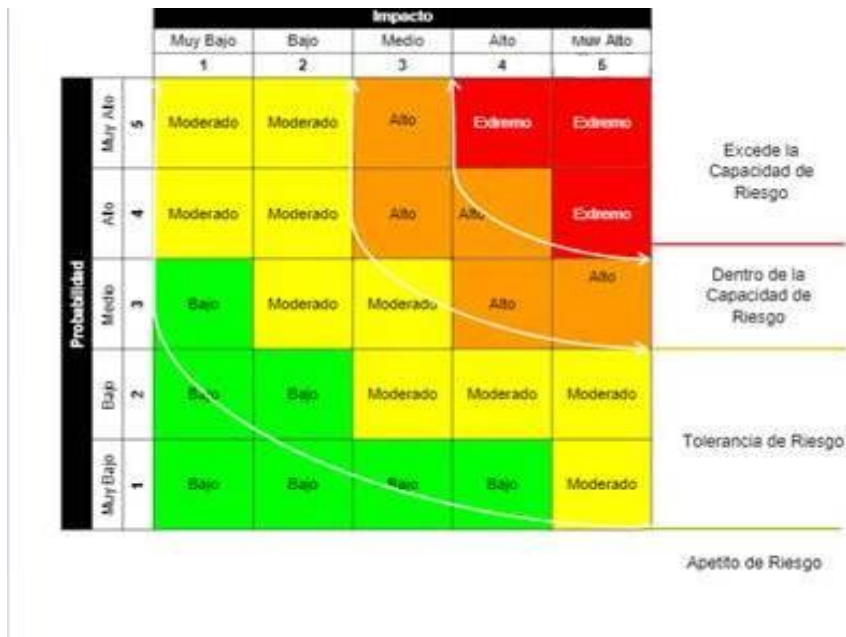 Impacto
Muy Bajo Bajo Medio Alto Muy Alto
1 2 3 4 5
Probabilidad
Muy Alto 5 Moderado Moderado Alto Extremo Extremo
Alto 4 Moderado Moderado Alto Alto Extremo
Medio 3 Bajo Moderado Moderado Alto Alto
Bajo 2 Bajo Bajo Moderado Moderado Moderado
Muy Bajo 1 Bajo Bajo Bajo Bajo Moderado
Excede la
Capacidad de
Riesgo
Dentro de la
Capacidad de
Riesgo
Tolerancia de Riesgo
Apetito de Riesgo